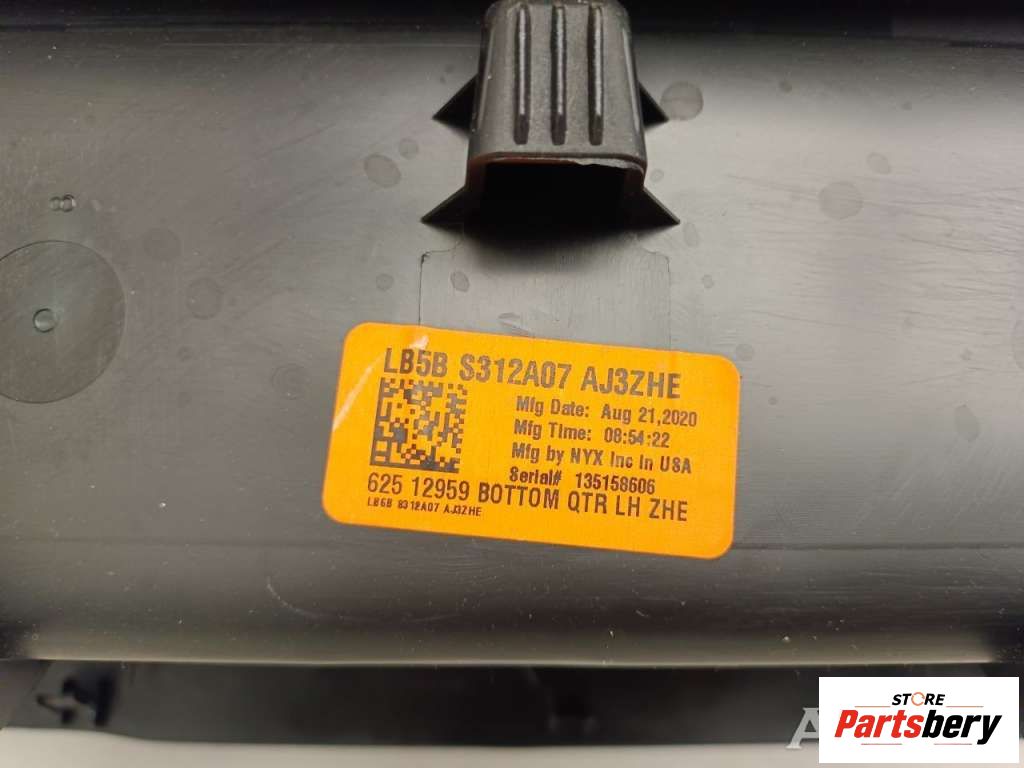 LB5B S312A07 AJ3ZHE
Mfg Date: Aug 21,2020
Mfg Time: 08:54:22
Mfg by NYX Inc In USA
Serial# 135158606
625 12959 BOTTOM QTR LH ZHE
LB5B S312A07 AJ3ZHE
STORE
Partsbery